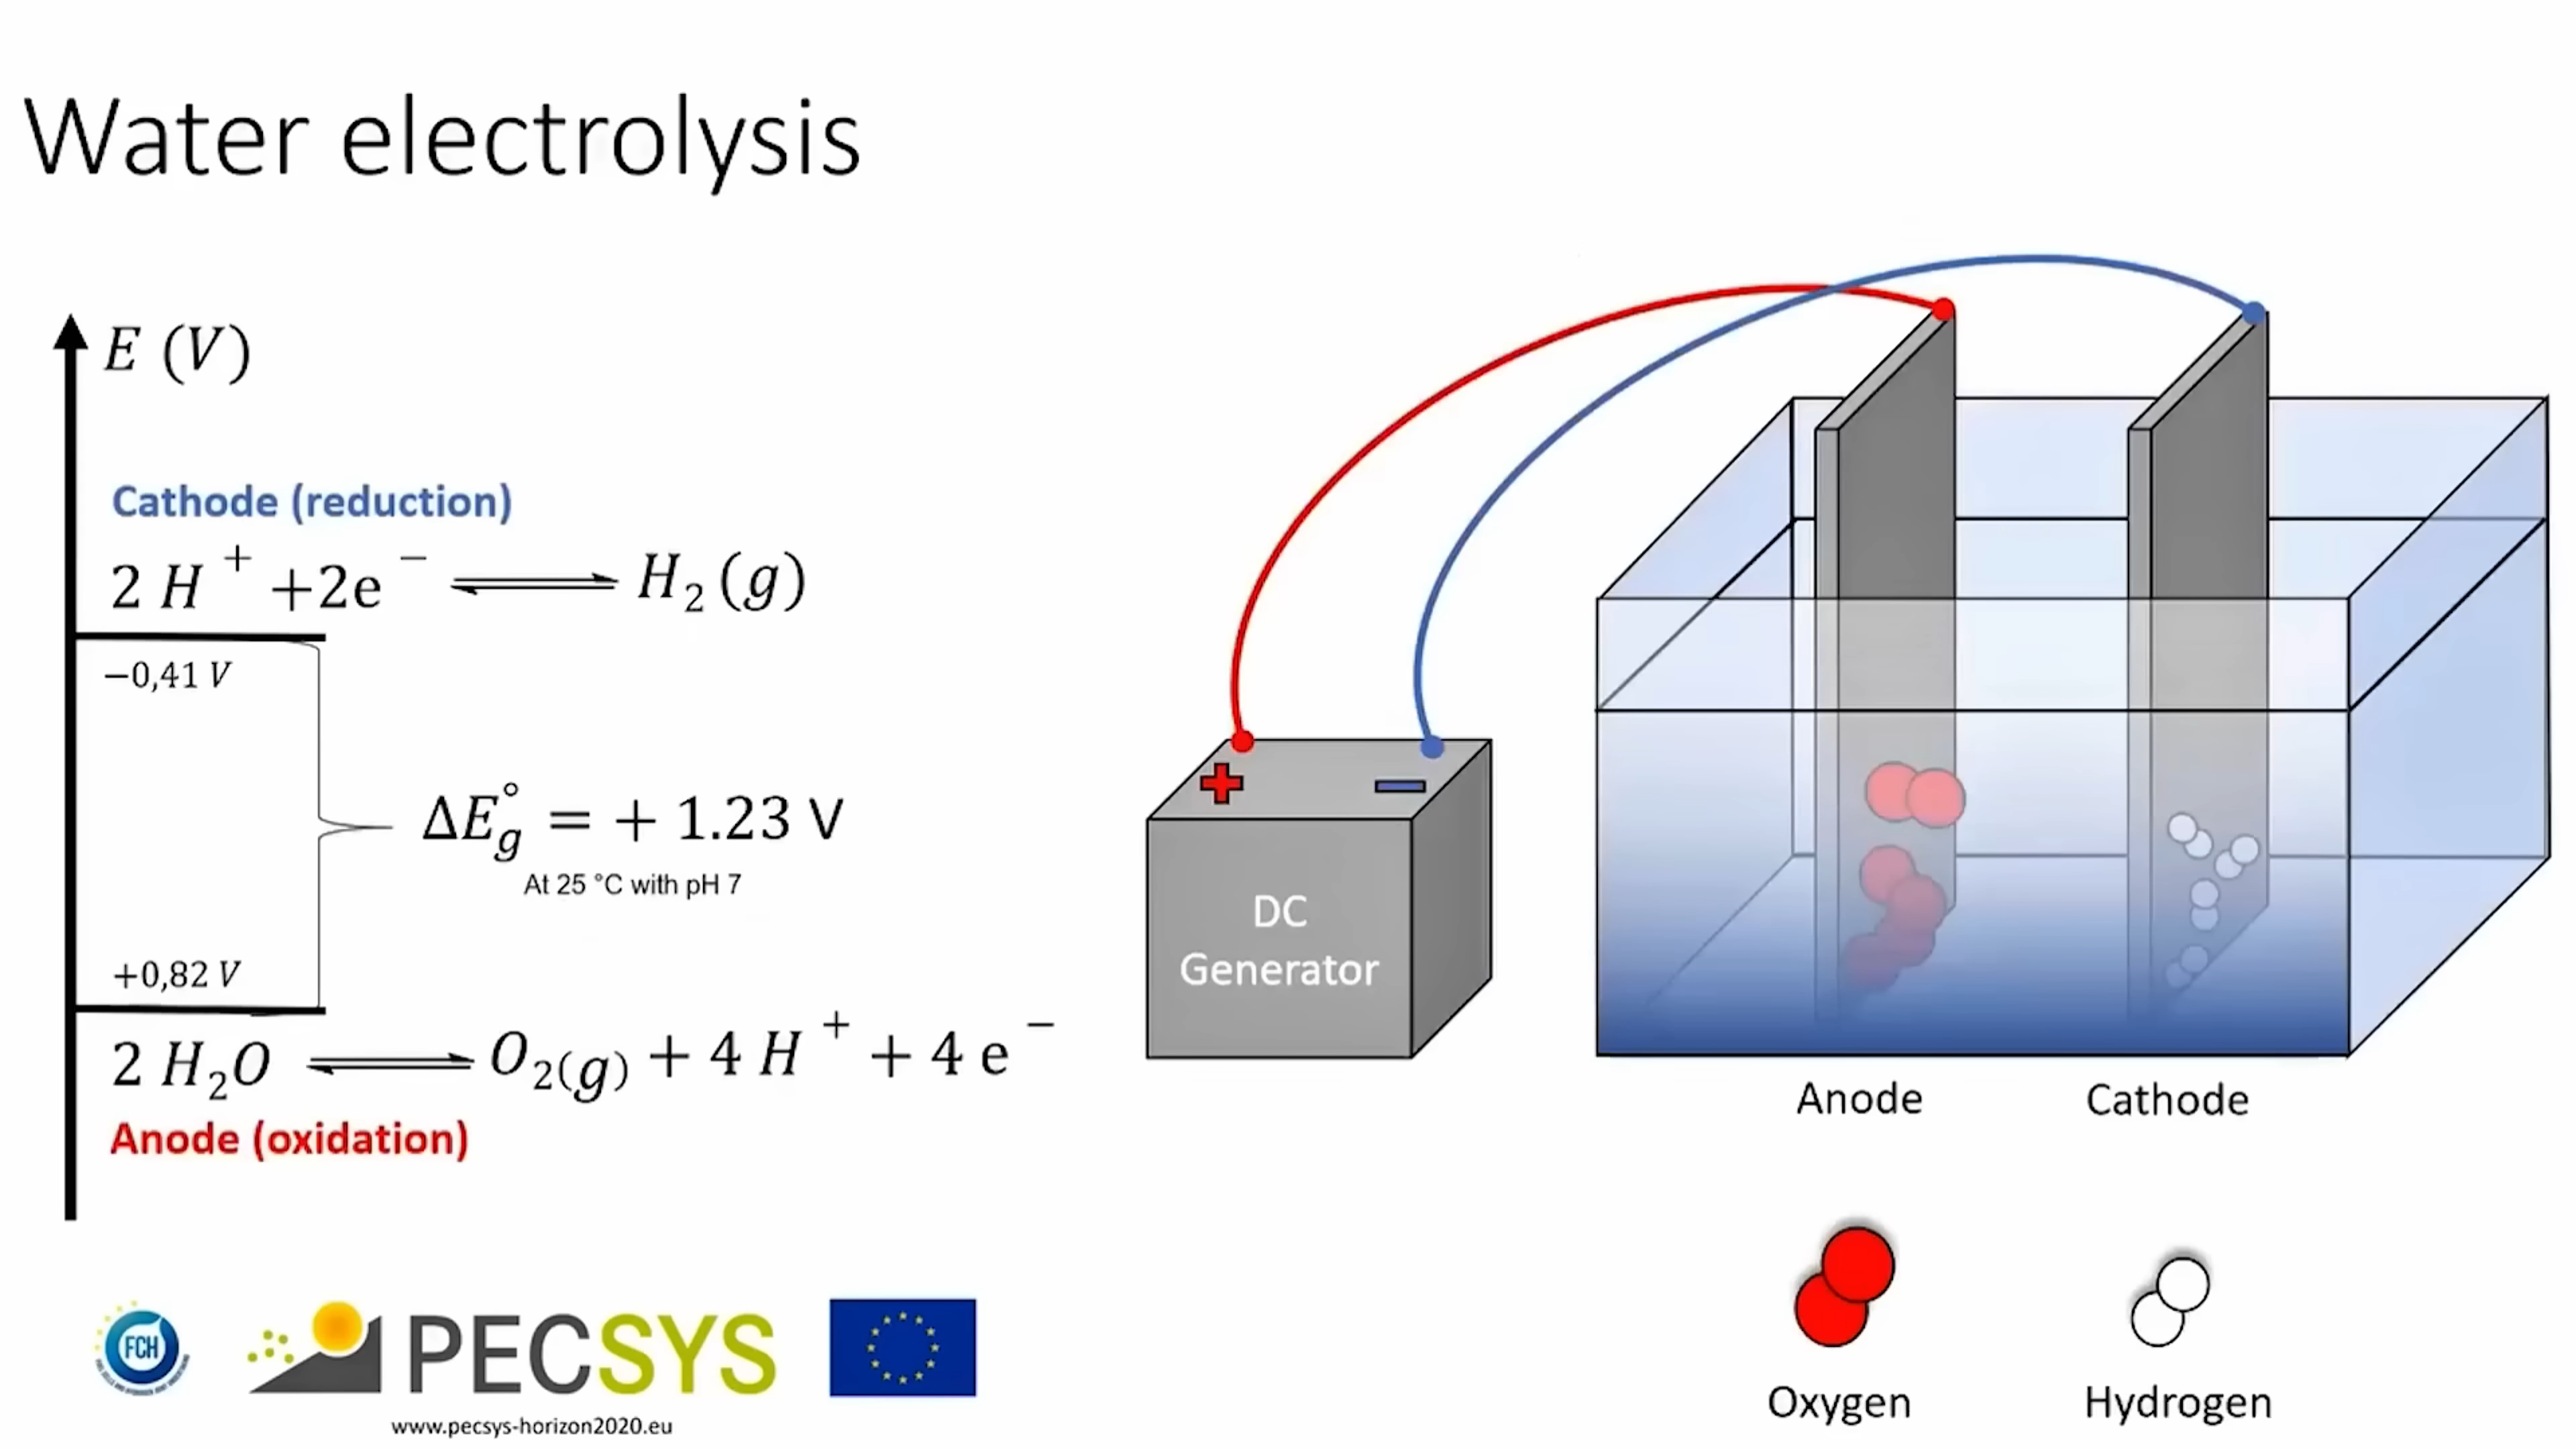 Water electrolysis
E (V)
Cathode (reduction)
2 H⁺ +2e⁻ ⇌ H₂ (g)
−0,41 V
ΔE°g = + 1.23 V
At 25 °C with pH 7
+0,82 V
2 H₂O ⇌ O₂(g) + 4 H⁺ + 4 e⁻
Anode (oxidation)
+
−
DC
Generator
Anode
Cathode
Oxygen
Hydrogen
FCH
PECSYS
www.pecsys-horizon2020.eu